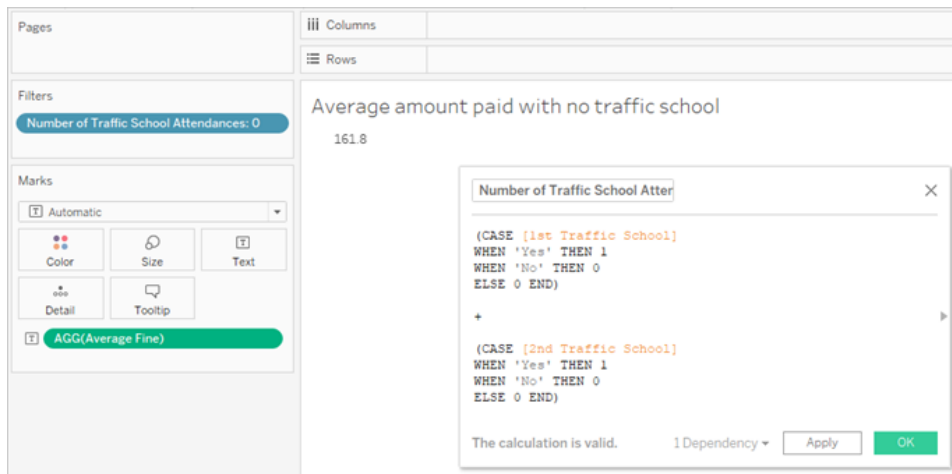 Pages
Columns
Rows
Filters
Number of Traffic School Attendances: 0
Marks
Automatic
Color
Size
Text
Detail
Tooltip
AGG(Average Fine)
Average amount paid with no traffic school
161.8
Number of Traffic School Atter
(CASE [1st Traffic School]
WHEN 'Yes' THEN 1
WHEN 'No' THEN 0
ELSE 0 END)
+
(CASE [2nd Traffic School]
WHEN 'Yes' THEN 1
WHEN 'No' THEN 0
ELSE 0 END)
The calculation is valid.
1 Dependency
Apply
OK